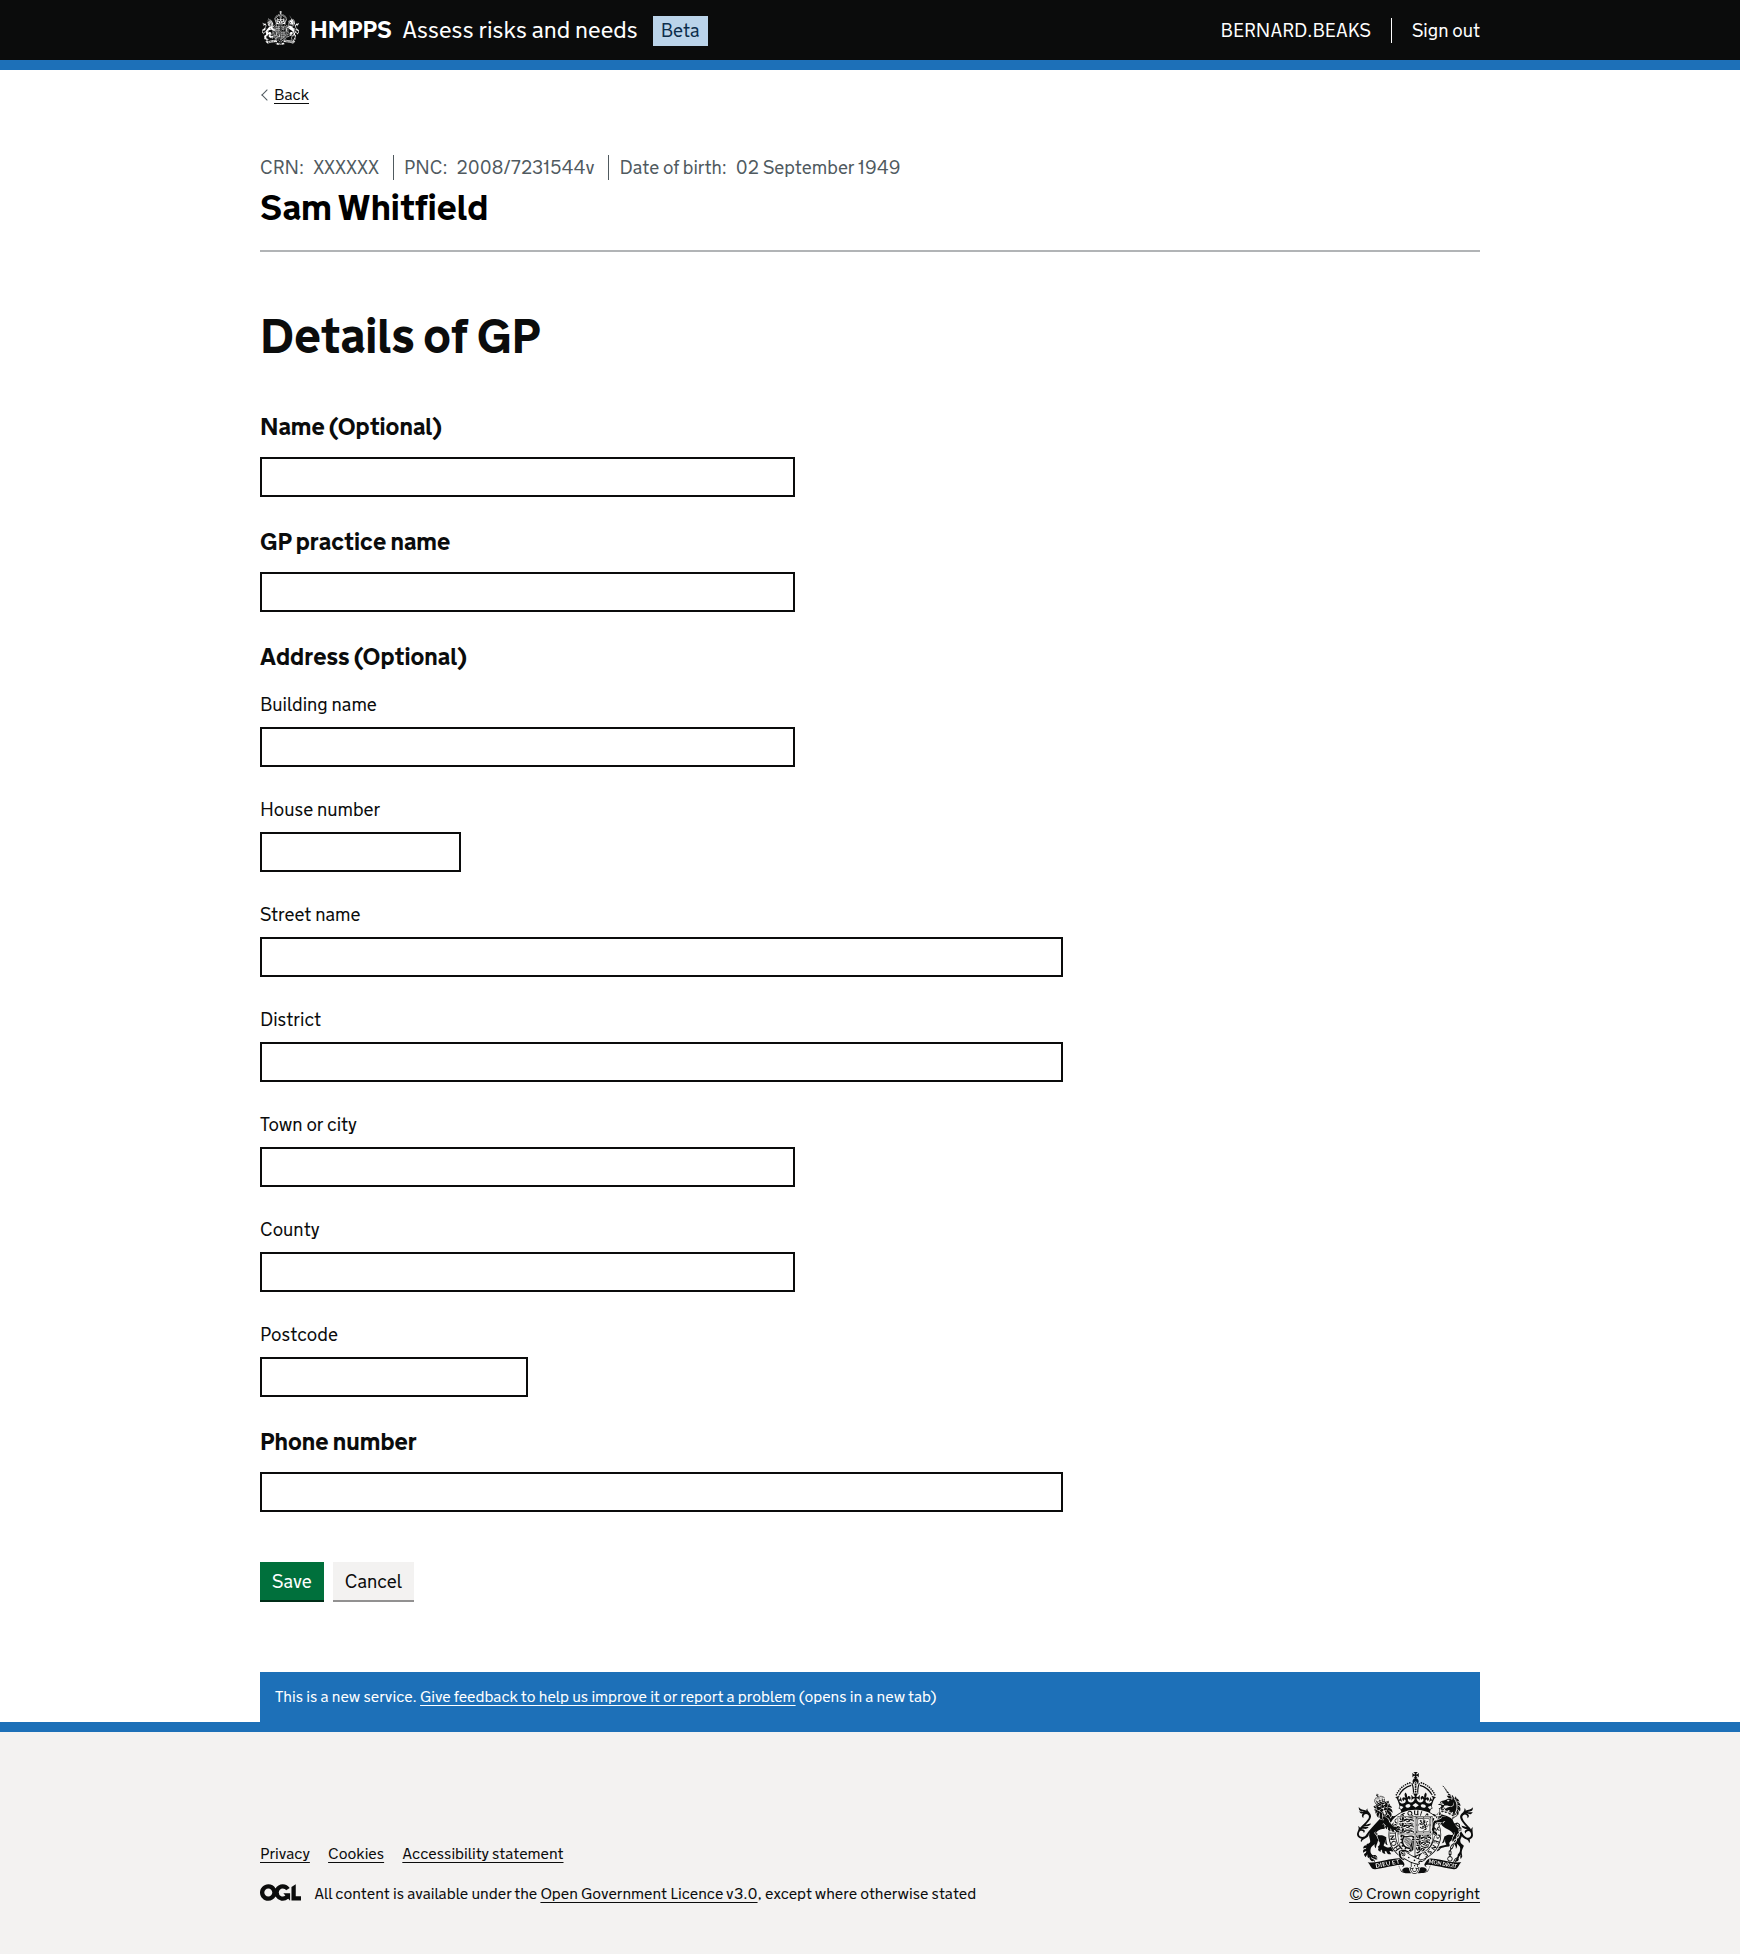 HMPPS Assess risks and needs Beta BERNARD.BEAKS Sign out
Back
CRN: XXXXXX PNC: 2008/7231544v Date of birth: 02 September 1949
Sam Whitfield
Details of GP
Name (Optional)
GP practice name
Address (Optional)
Building name
House number
Street name
District
Town or city
County
Postcode
Phone number
Save Cancel
This is a new service. Give feedback to help us improve it or report a problem (opens in a new tab)
DIEU ET MON DROIT
Privacy Cookies Accessibility statement
OGL All content is available under the Open Government Licence v3.0, except where otherwise stated
© Crown copyright